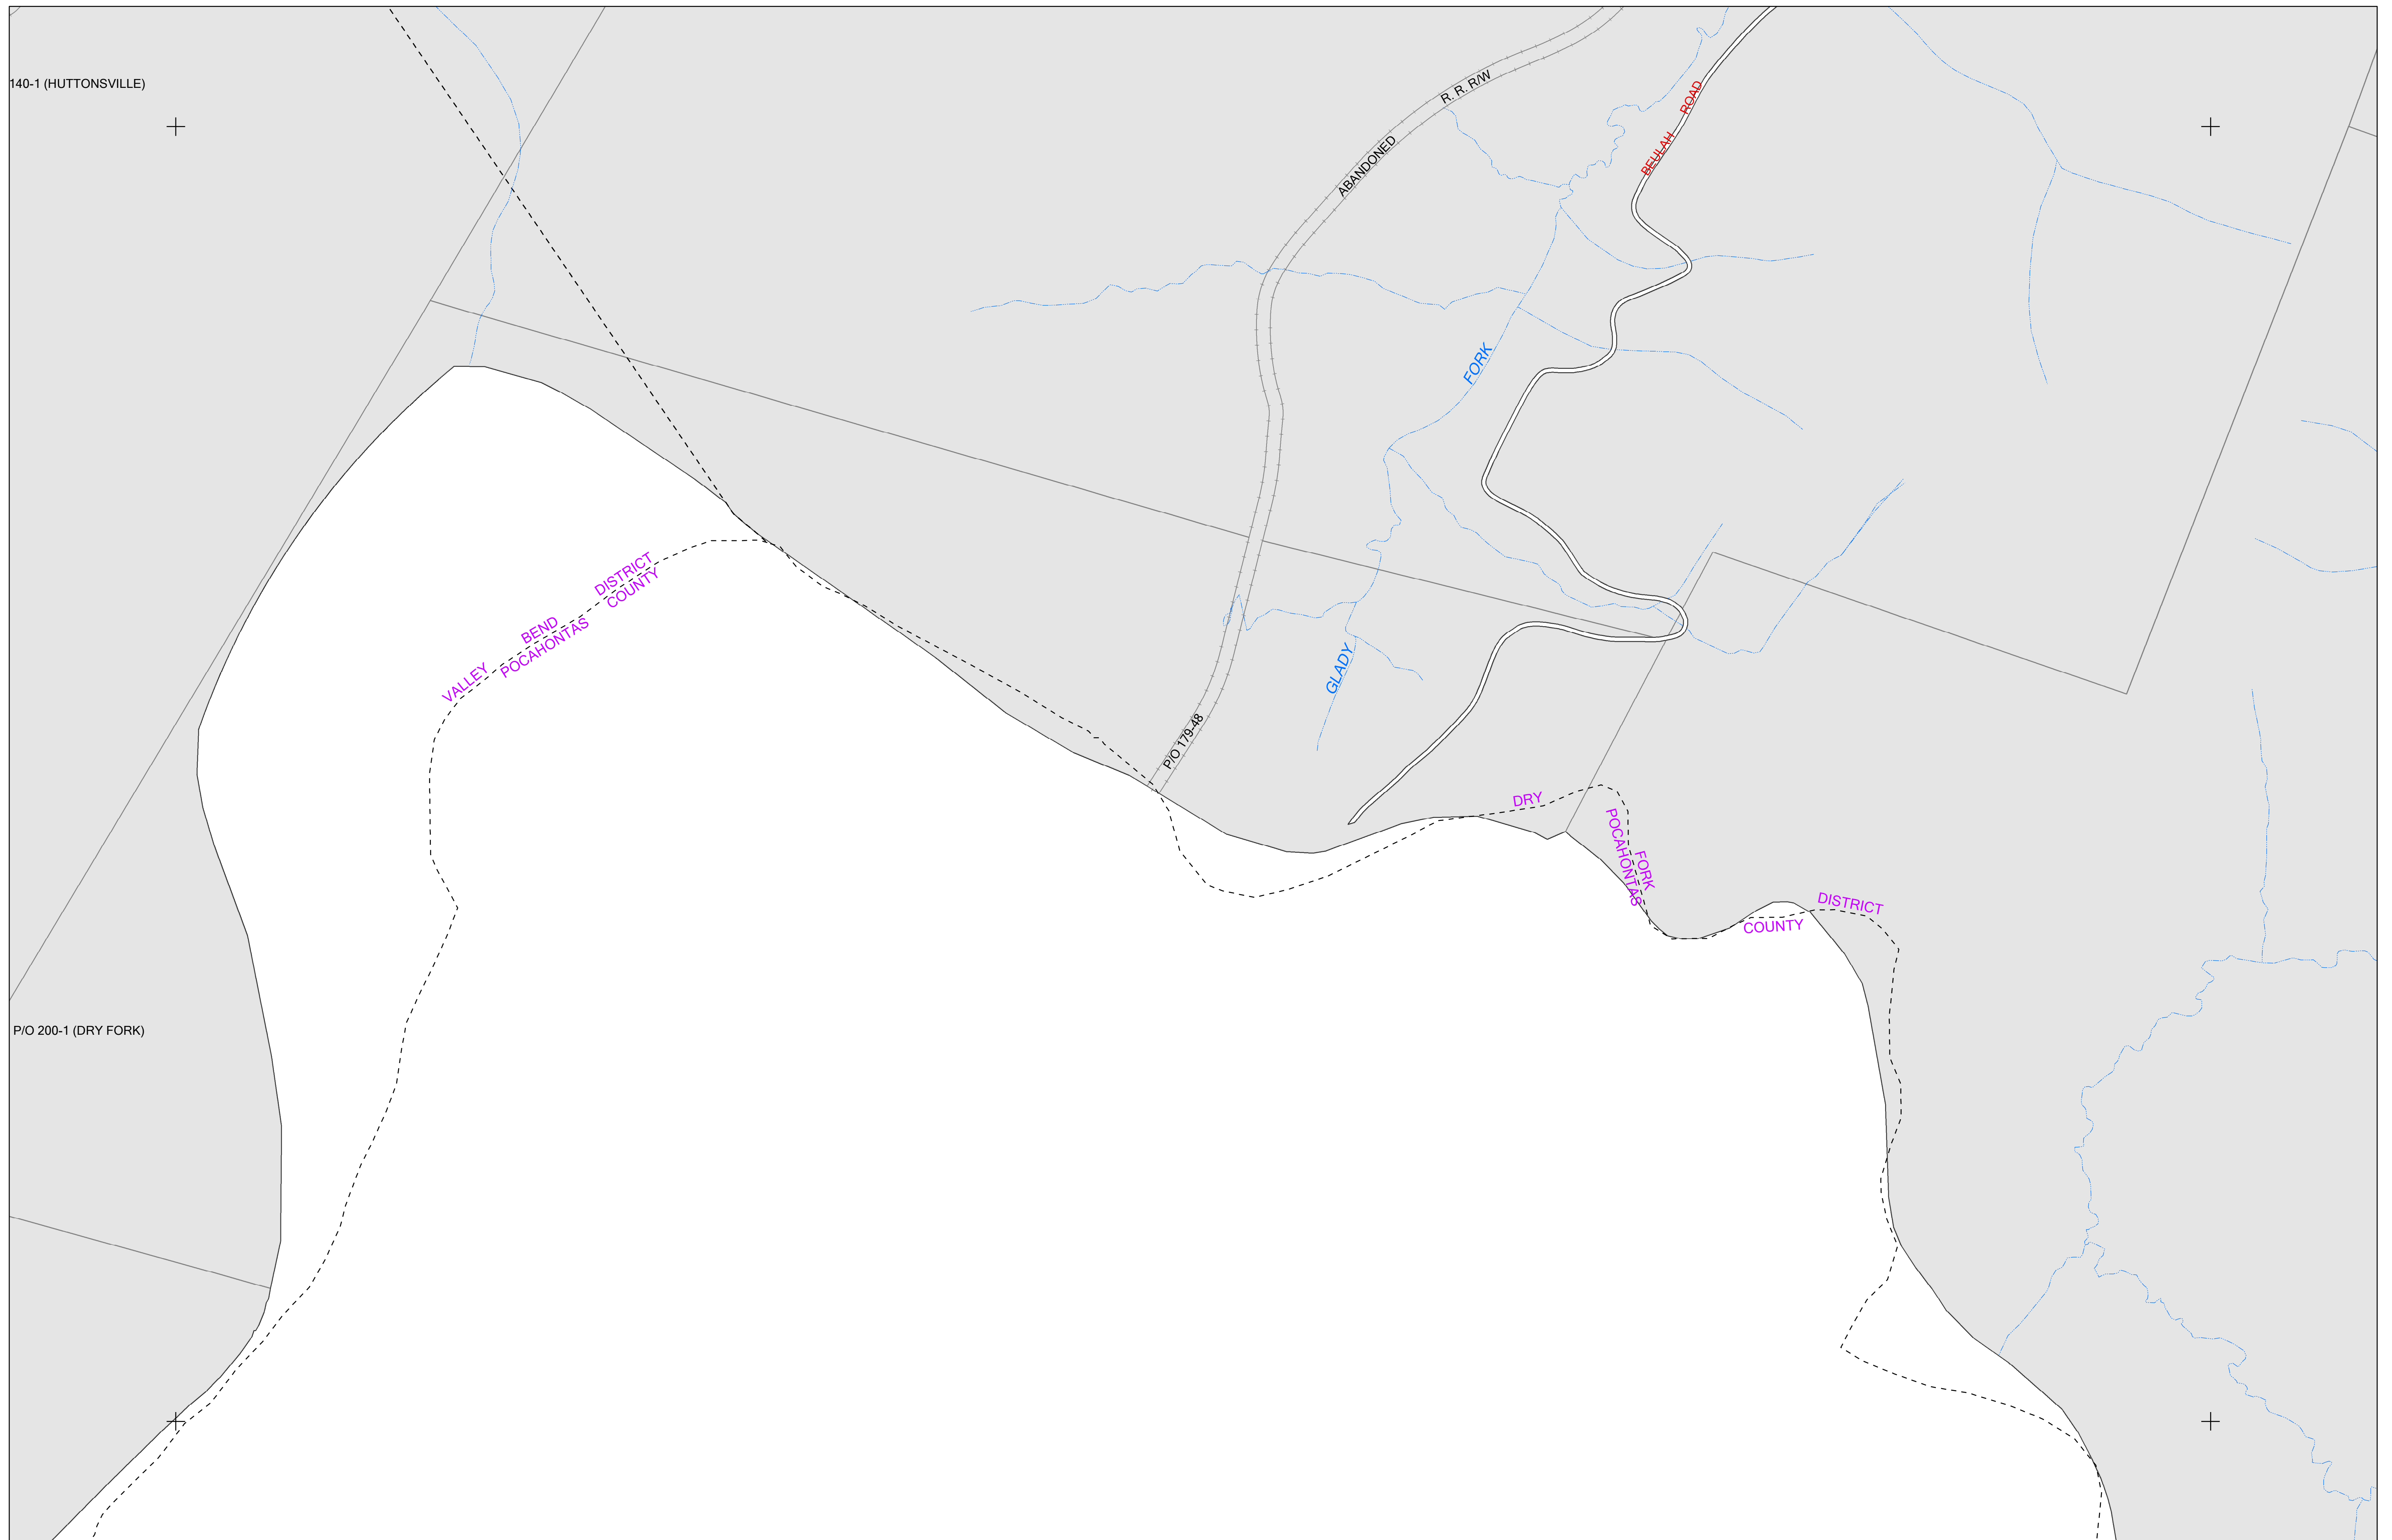 140-1 (HUTTONSVILLE)
R. R. R/W
ABANDONED
BEULAH ROAD
FORK
GLADY
VALLEY BEND DISTRICT
POCAHONTAS COUNTY
P/O 179-48
DRY FORK DISTRICT
POCAHONTAS COUNTY
P/O 200-1 (DRY FORK)